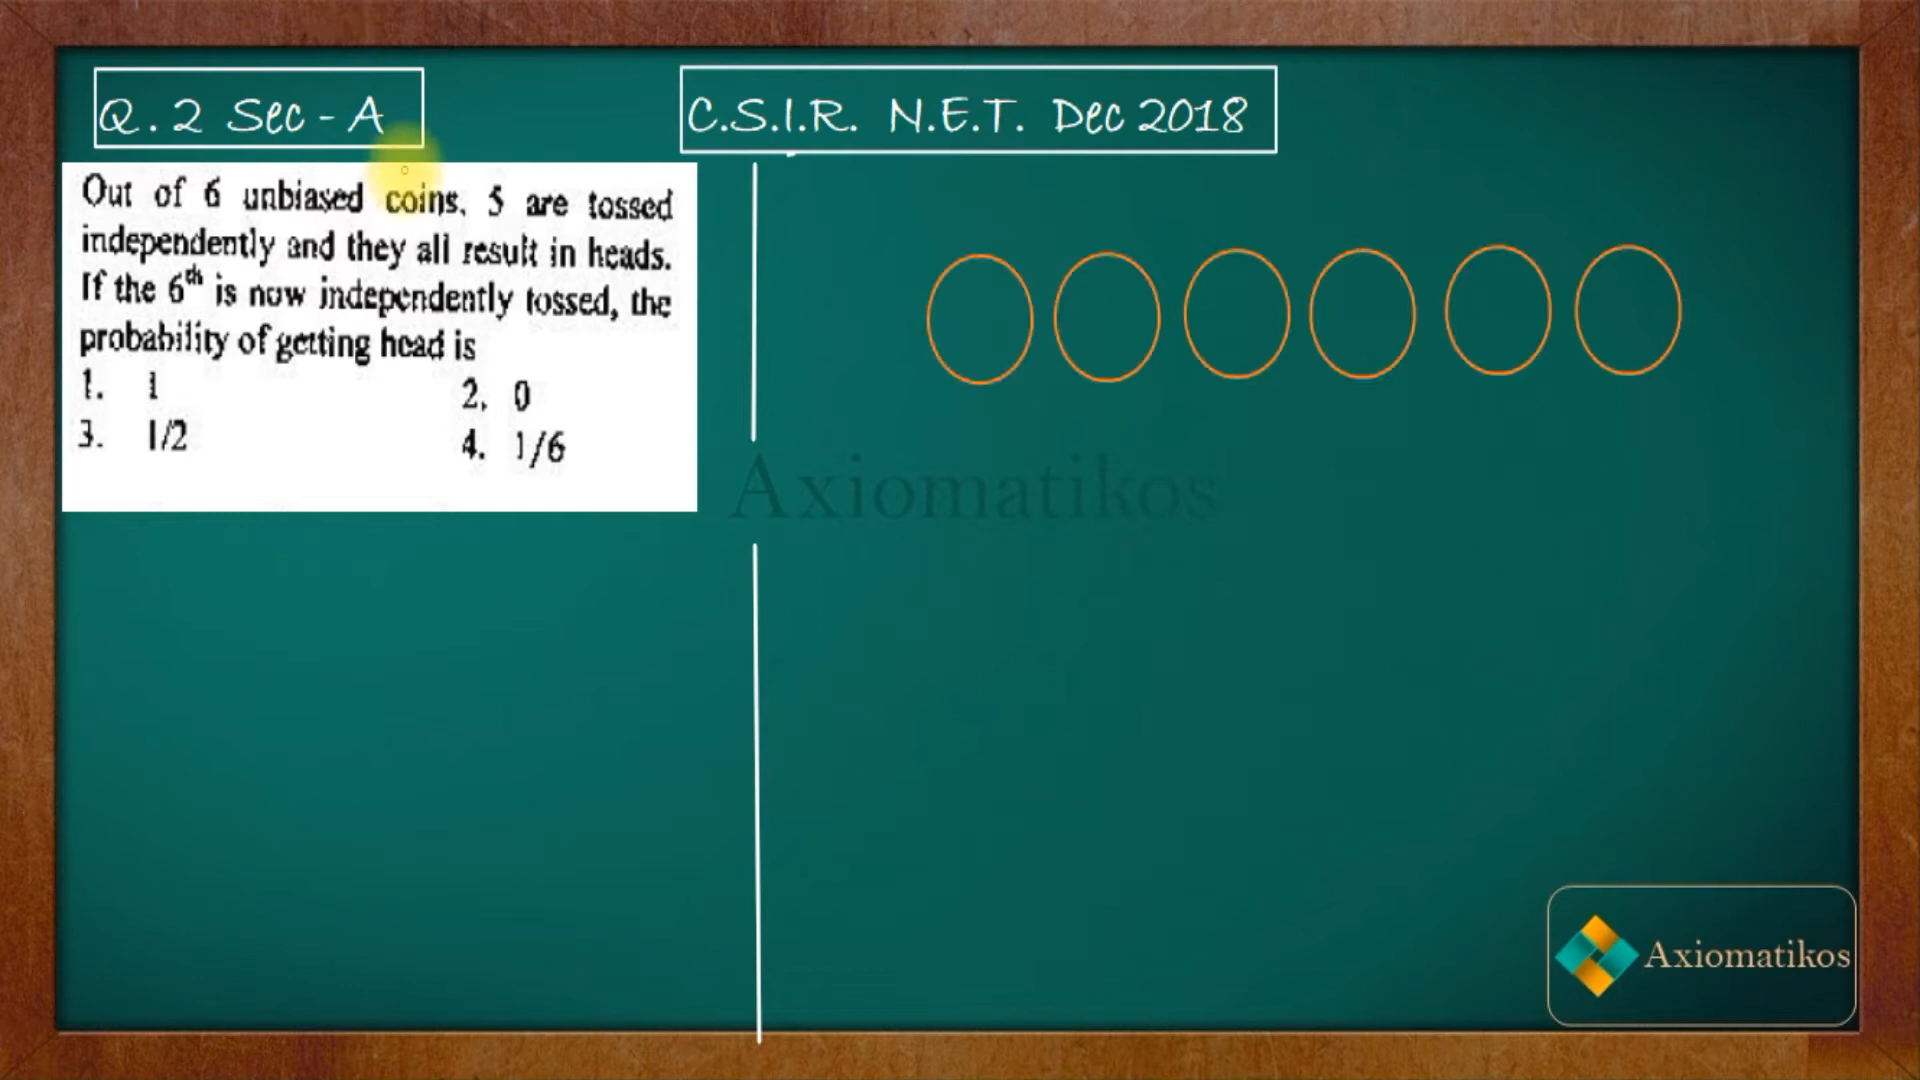 Q. 2 Sec - A
C.S.I.R. N.E.T. Dec 2018
Out of 6 unbiased coins, 5 are tossed
independently and they all result in heads.
If the 6th is now independently tossed, the
probability of getting head is
1. 1
2. 0
3. 1/2
4. 1/6
Axiomatikos
Axiomatikos